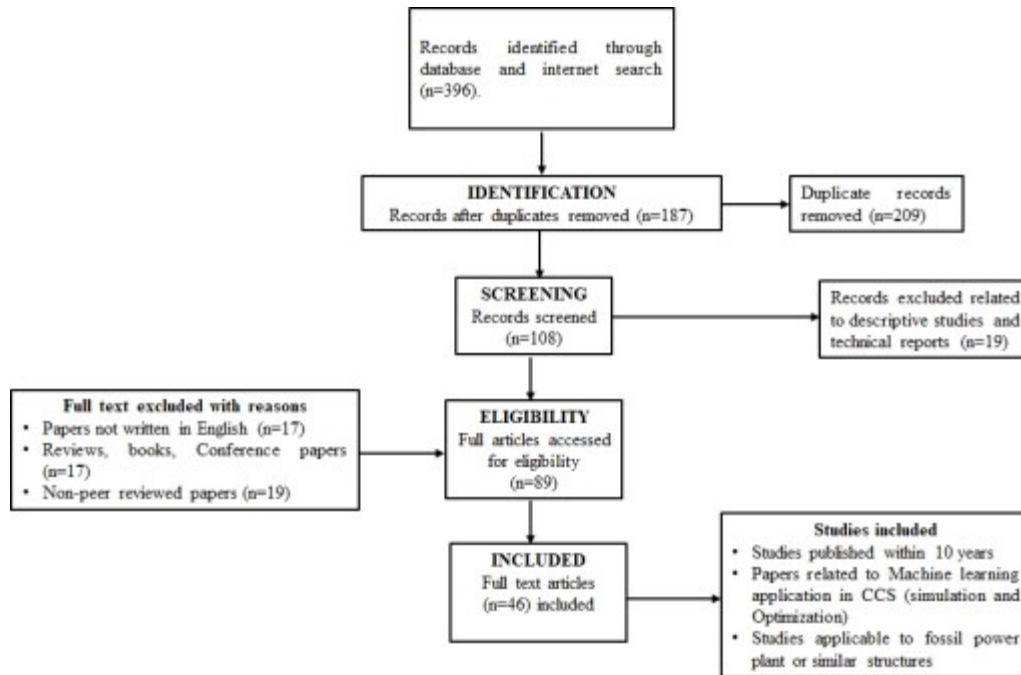 Records identified through
database and internet search
(n=396).
IDENTIFICATION
Records after duplicates removed (n=187)
Duplicate records
removed (n=209)
SCREENING
Records screened
(n=108)
Records excluded related
to descriptive studies and
technical reports (n=19)
Full text excluded with reasons
• Papers not written in English (n=17)
• Reviews, books, Conference papers
(n=17)
• Non-peer reviewed papers (n=19)
ELIGIBILITY
Full articles accessed
for eligibility
(n=89)
INCLUDED
Full text articles
(n=46) included
Studies included
• Studies published within 10 years
• Papers related to Machine learning
application in CCS (simulation and
Optimization)
• Studies applicable to fossil power
plant or similar structures